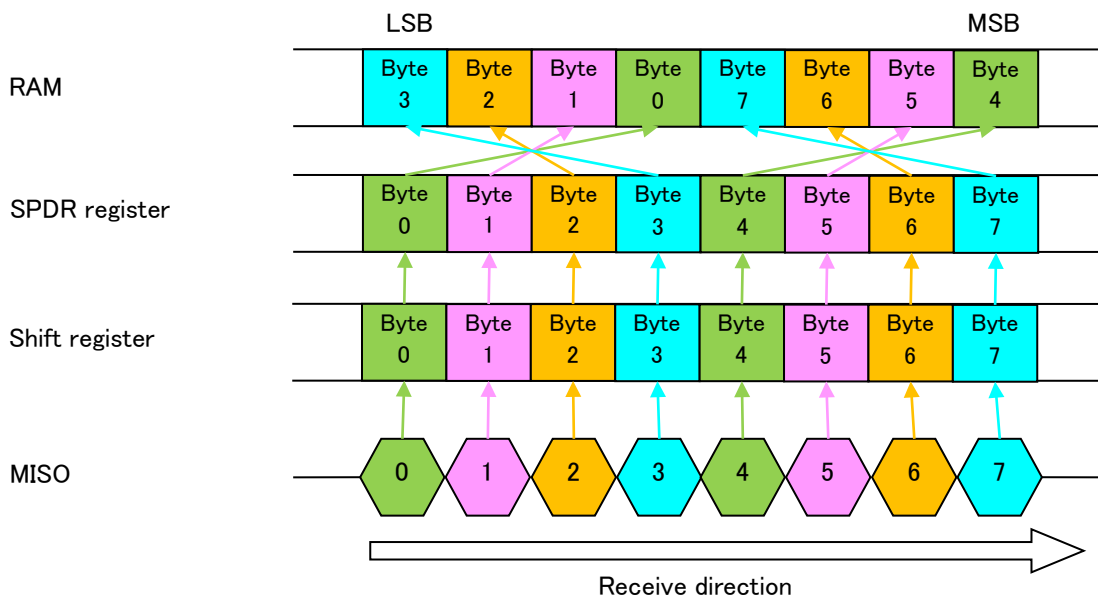 LSB MSB
RAM
Byte Byte Byte Byte Byte Byte Byte Byte
3 2 1 0 7 6 5 4
SPDR register
Byte Byte Byte Byte Byte Byte Byte Byte
0 1 2 3 4 5 6 7
Shift register
Byte Byte Byte Byte Byte Byte Byte Byte
0 1 2 3 4 5 6 7
MISO
0 1 2 3 4 5 6 7
Receive direction